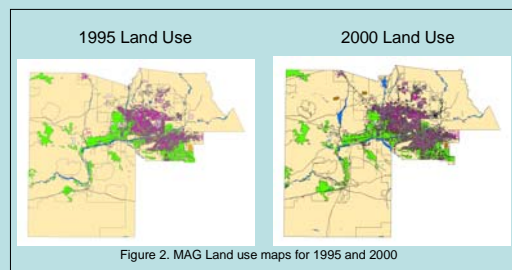 1995 Land Use
2000 Land Use
Figure 2. MAG Land use maps for 1995 and 2000